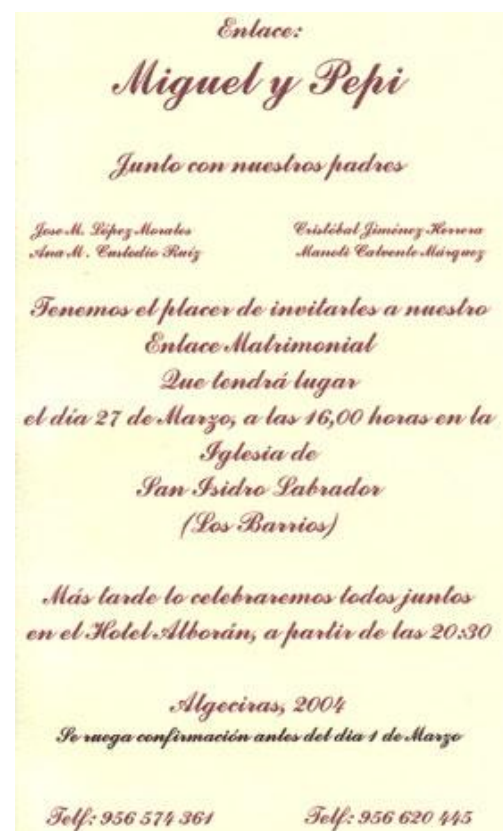 Enlace:
Miguel y Pepi
Junto con nuestros padres
Jose M. López Morales
Ana M. Custodio Ruíz
Cristóbal Jiménez Herrera
Manoli Calvente Márquez
Tenemos el placer de invitarles a nuestro
Enlace Matrimonial
Que tendrá lugar
el día 27 de Marzo, a las 16,00 horas en la
Iglesia de
San Isidro Labrador
(Los Barrios)
Más tarde lo celebraremos todos juntos
en el Hotel Alborán, a partir de las 20:30
Algeciras, 2004
Se ruega confirmación antes del día 1 de Marzo
Telf: 956 574 361 Telf: 956 620 445